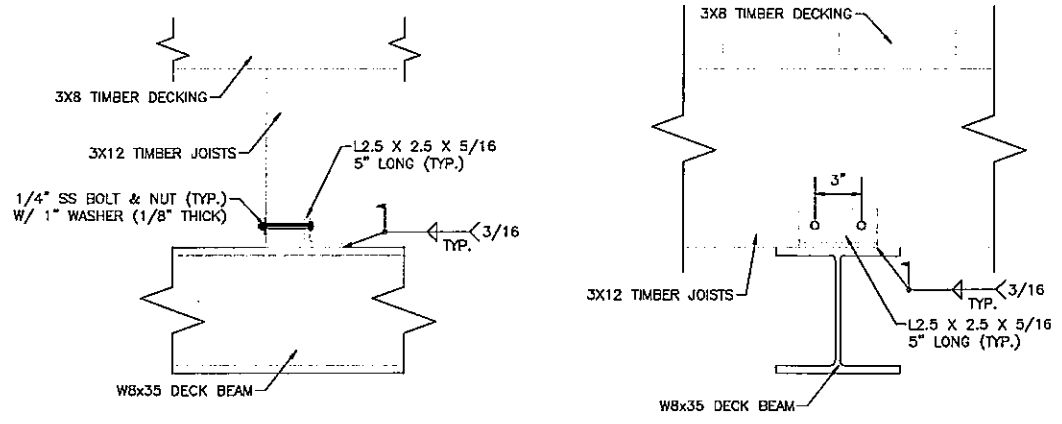 3X8 TIMBER DECKING
3X12 TIMBER JOISTS
L2.5 X 2.5 X 5/16
5" LONG (TYP.)
1/4" SS BOLT & NUT (TYP.)
W/ 1" WASHER (1/8" THICK)
3/16
TYP.
W8x35 DECK BEAM
3X8 TIMBER DECKING
3"
3X12 TIMBER JOISTS
3/16
TYP.
L2.5 X 2.5 X 5/16
5" LONG (TYP.)
W8x35 DECK BEAM